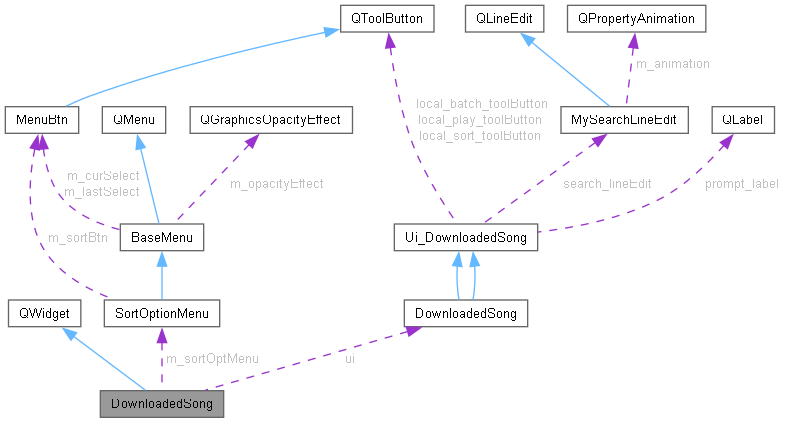 QToolButton
QLineEdit
QPropertyAnimation
m_animation
local_batch_toolButton
local_play_toolButton
local_sort_toolButton
MenuBtn
QMenu
QGraphicsOpacityEffect
MySearchLineEdit
QLabel
m_curSelect
m_lastSelect
m_opacityEffect
search_lineEdit
prompt_label
m_sortBtn
BaseMenu
Ui_DownloadedSong
QWidget
SortOptionMenu
DownloadedSong
m_sortOptMenu
ui
DownloadedSong